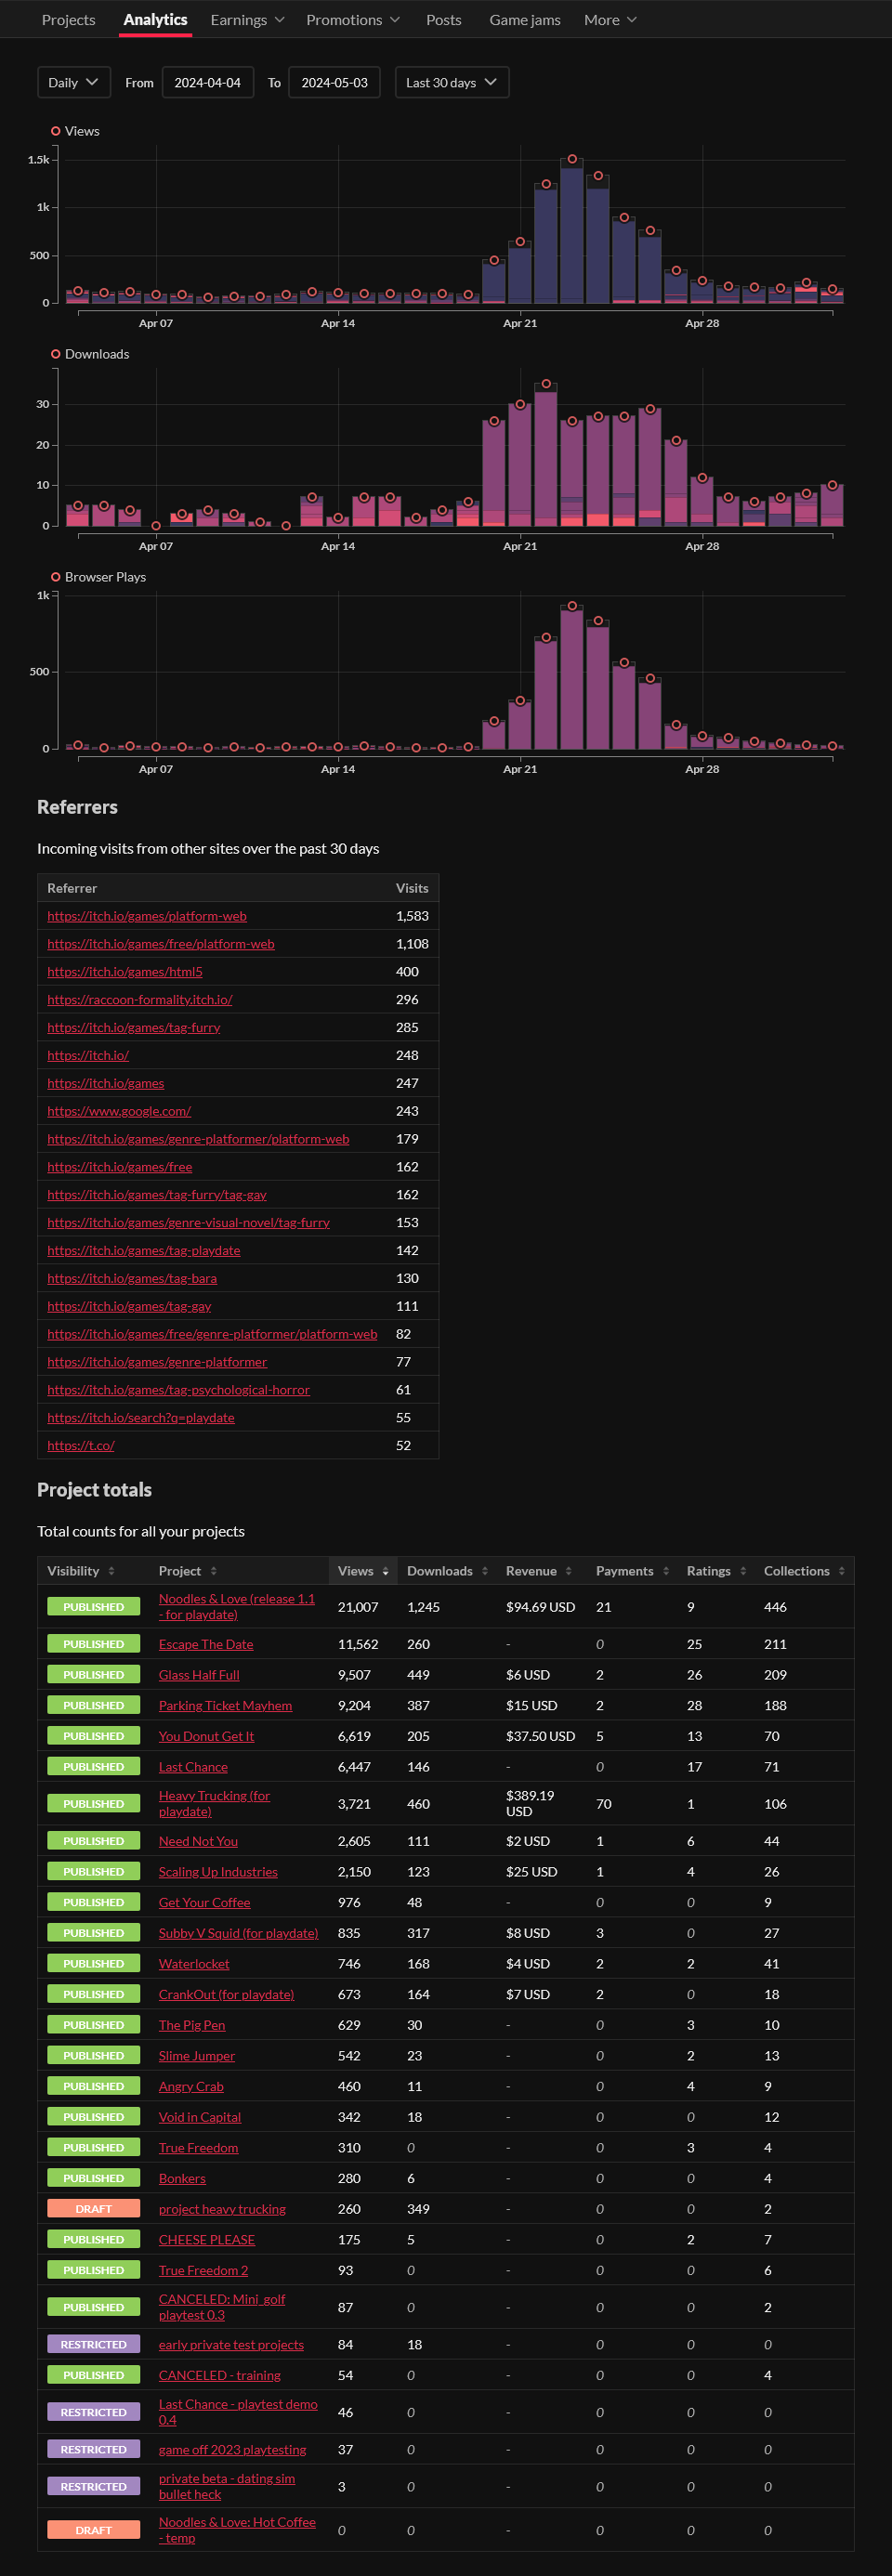 Projects Analytics Earnings Promotions Posts Game jams More
Daily From 2024-04-04 To 2024-05-03 Last 30 days
Views
1.5k
1k
500
0
Apr 07 Apr 14 Apr 21 Apr 28
Downloads
30
20
10
0
Apr 07 Apr 14 Apr 21 Apr 28
Browser Plays
1k
500
0
Apr 07 Apr 14 Apr 21 Apr 28
Referrers
Incoming visits from other sites over the past 30 days
Referrer Visits
https://itch.io/games/platform-web 1,583
https://itch.io/games/free/platform-web 1,108
https://itch.io/games/html5 400
https://raccoon-formality.itch.io/ 296
https://itch.io/games/tag-furry 285
https://itch.io/ 248
https://itch.io/games 247
https://www.google.com/ 243
https://itch.io/games/genre-platformer/platform-web 179
https://itch.io/games/free 162
https://itch.io/games/tag-furry/tag-gay 162
https://itch.io/games/genre-visual-novel/tag-furry 153
https://itch.io/games/tag-playdate 142
https://itch.io/games/tag-bara 130
https://itch.io/games/tag-gay 111
https://itch.io/games/free/genre-platformer/platform-web 82
https://itch.io/games/genre-platformer 77
https://itch.io/games/tag-psychological-horror 61
https://itch.io/search?q=playdate 55
https://t.co/ 52
Project totals
Total counts for all your projects
Visibility Project Views Downloads Revenue Payments Ratings Collections
PUBLISHED Noodles & Love (release 1.1 - for playdate) 21,007 1,245 $94.69 USD 21 9 446
PUBLISHED Escape The Date 11,562 260 - 0 25 211
PUBLISHED Glass Half Full 9,507 449 $6 USD 2 26 209
PUBLISHED Parking Ticket Mayhem 9,204 387 $15 USD 2 28 188
PUBLISHED You Donut Get It 6,619 205 $37.50 USD 5 13 70
PUBLISHED Last Chance 6,447 146 - 0 17 71
PUBLISHED Heavy Trucking (for playdate) 3,721 460 $389.19 USD 70 1 106
PUBLISHED Need Not You 2,605 111 $2 USD 1 6 44
PUBLISHED Scaling Up Industries 2,150 123 $25 USD 1 4 26
PUBLISHED Get Your Coffee 976 48 - 0 0 9
PUBLISHED Subby V Squid (for playdate) 835 317 $8 USD 3 0 27
PUBLISHED Waterlocket 746 168 $4 USD 2 2 41
PUBLISHED CrankOut (for playdate) 673 164 $7 USD 2 0 18
PUBLISHED The Pig Pen 629 30 - 0 3 10
PUBLISHED Slime Jumper 542 23 - 0 2 13
PUBLISHED Angry Crab 460 11 - 0 4 9
PUBLISHED Void in Capital 342 18 - 0 0 12
PUBLISHED True Freedom 310 0 - 0 3 4
PUBLISHED Bonkers 280 6 - 0 0 4
DRAFT project heavy trucking 260 349 - 0 0 2
PUBLISHED CHEESE PLEASE 175 5 - 0 2 7
PUBLISHED True Freedom 2 93 0 - 0 0 6
PUBLISHED CANCELED: Mini_golf playtest 0.3 87 0 - 0 0 2
RESTRICTED early private test projects 84 18 - 0 0 0
PUBLISHED CANCELED - training 54 0 - 0 0 4
RESTRICTED Last Chance - playtest demo 0.4 46 0 - 0 0 0
RESTRICTED game off 2023 playtesting 37 0 - 0 0 0
RESTRICTED private beta - dating sim bullet heck 3 0 - 0 0 0
DRAFT Noodles & Love: Hot Coffee - temp 0 0 - 0 0 0